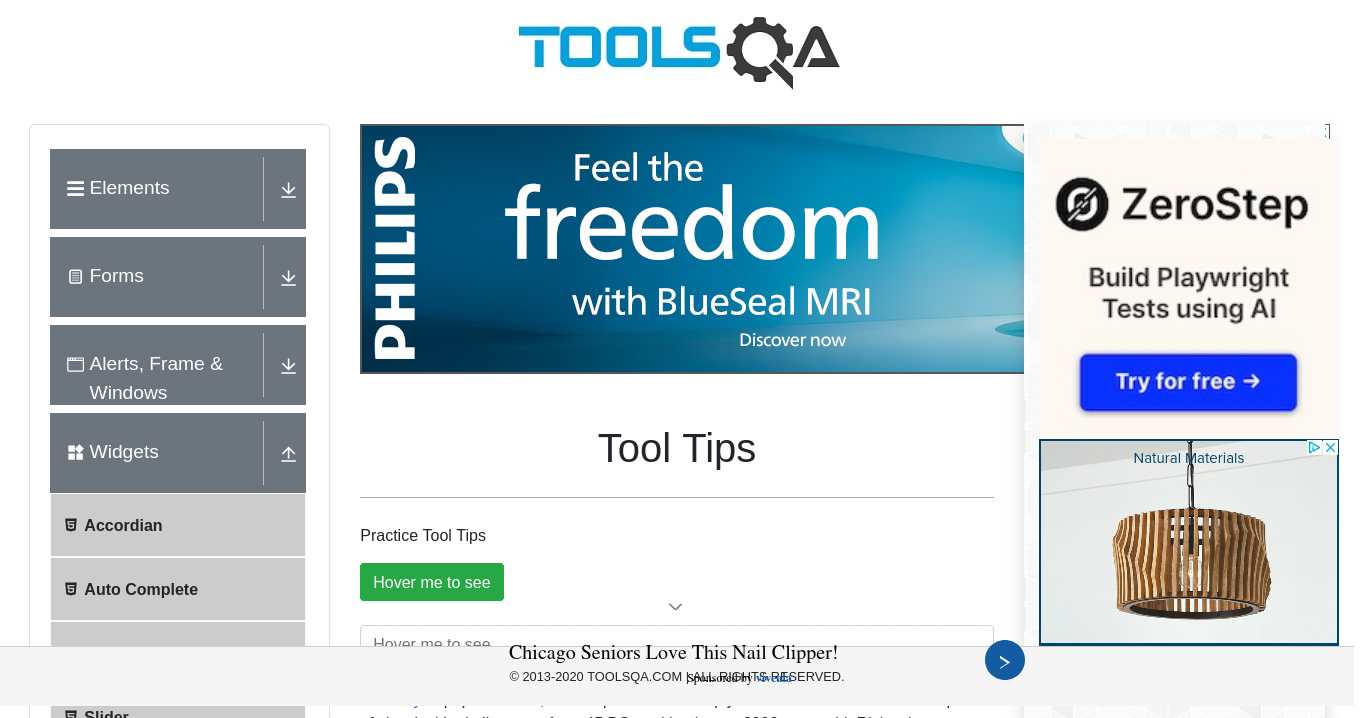 TOOLSQA
Elements
Forms
Alerts, Frame &
Windows
Widgets
Accordian
Auto Complete
Slider
PHILIPS
Feel the
freedom
with BlueSeal MRI
Discover now
Tool Tips
Practice Tool Tips
Hover me to see
Hover me to see
ZeroStep
Build Playwright
Tests using AI
Try for free →
Natural Materials
Chicago Seniors Love This Nail Clipper!
© 2013-2020 TOOLSQA.COM | ALL RIGHTS RESERVED.
Sponsored by vivenla